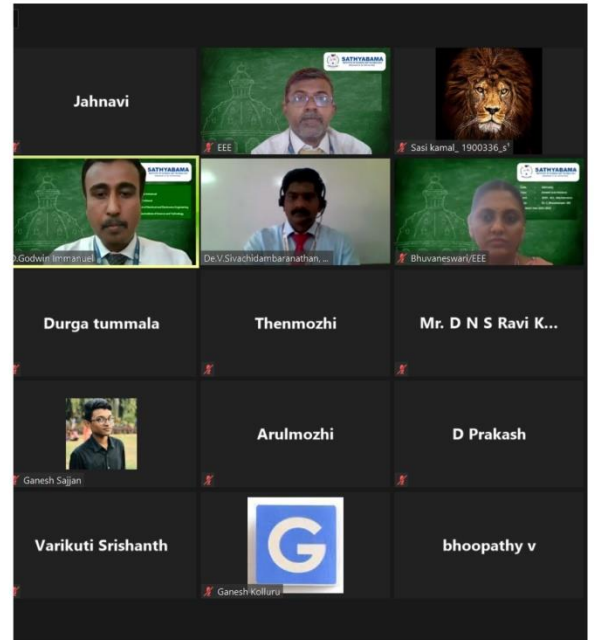 Jahnavi
SATHYABAMA
EEE
Sasi kamal_ 1900336_s'
SATHYABAMA
.Godwin Immanuel
De.V.Sivachidambaranathan, ...
SATHYABAMA
Bhuvaneswari/EEE
Durga tummala
Thenmozhi
Mr. D N S Ravi K...
Ganesh Sajjan
Arulmozhi
D Prakash
Varikuti Srishanth
G
Ganesh Kolluru
bhoopathy v